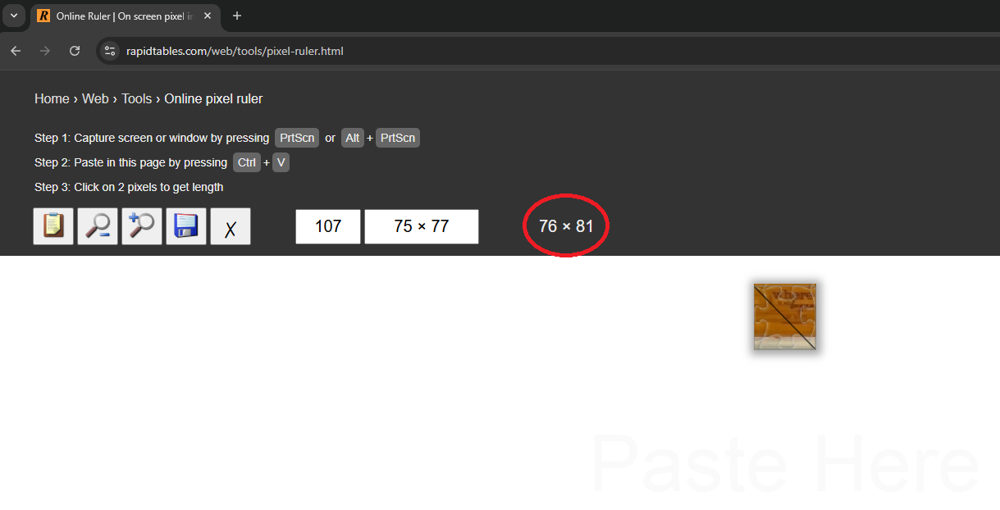 Online Ruler | On screen pixel in
rapidtables.com/web/tools/pixel-ruler.html
Home › Web › Tools › Online pixel ruler
Step 1: Capture screen or window by pressing PrtScn or Alt + PrtScn
Step 2: Paste in this page by pressing Ctrl + V
Step 3: Click on 2 pixels to get length
X 107 75 × 77 76 × 81
where
Paste Here